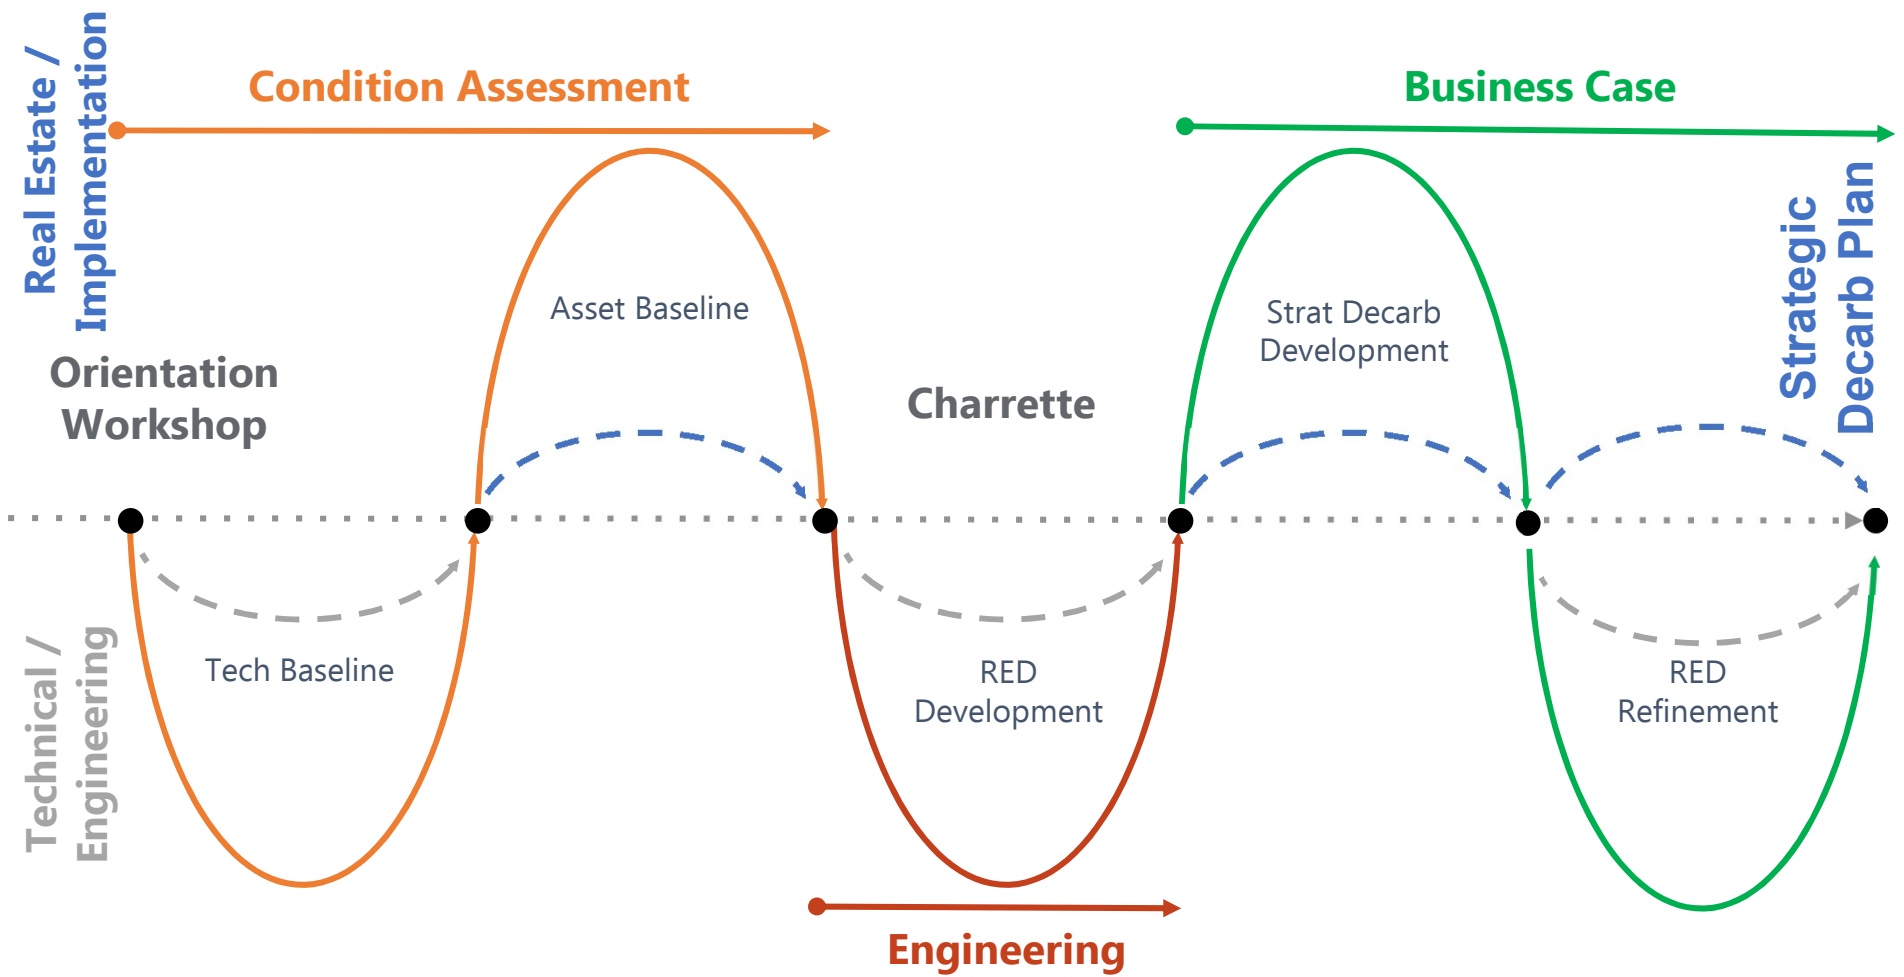 Real Estate /
Implementation
Condition Assessment
Business Case
Strategic
Decarb Plan
Asset Baseline
Strat Decarb
Development
Orientation
Workshop
Charrette
Technical /
Engineering
Tech Baseline
RED
Development
RED
Refinement
Engineering